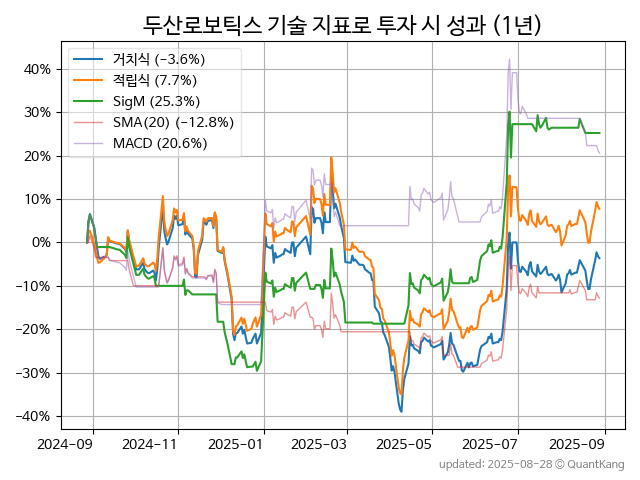 두산로보틱스 기술 지표로 투자 시 성과 (1년)
거치식 (−3.6%)
적립식 (7.7%)
SigM (25.3%)
SMA(20) (−12.8%)
MACD (20.6%)
40%
30%
20%
10%
0%
−10%
−20%
−30%
−40%
2024-09 2024-11 2025-01 2025-03 2025-05 2025-07 2025-09
updated: 2025-08-28 © QuantKang